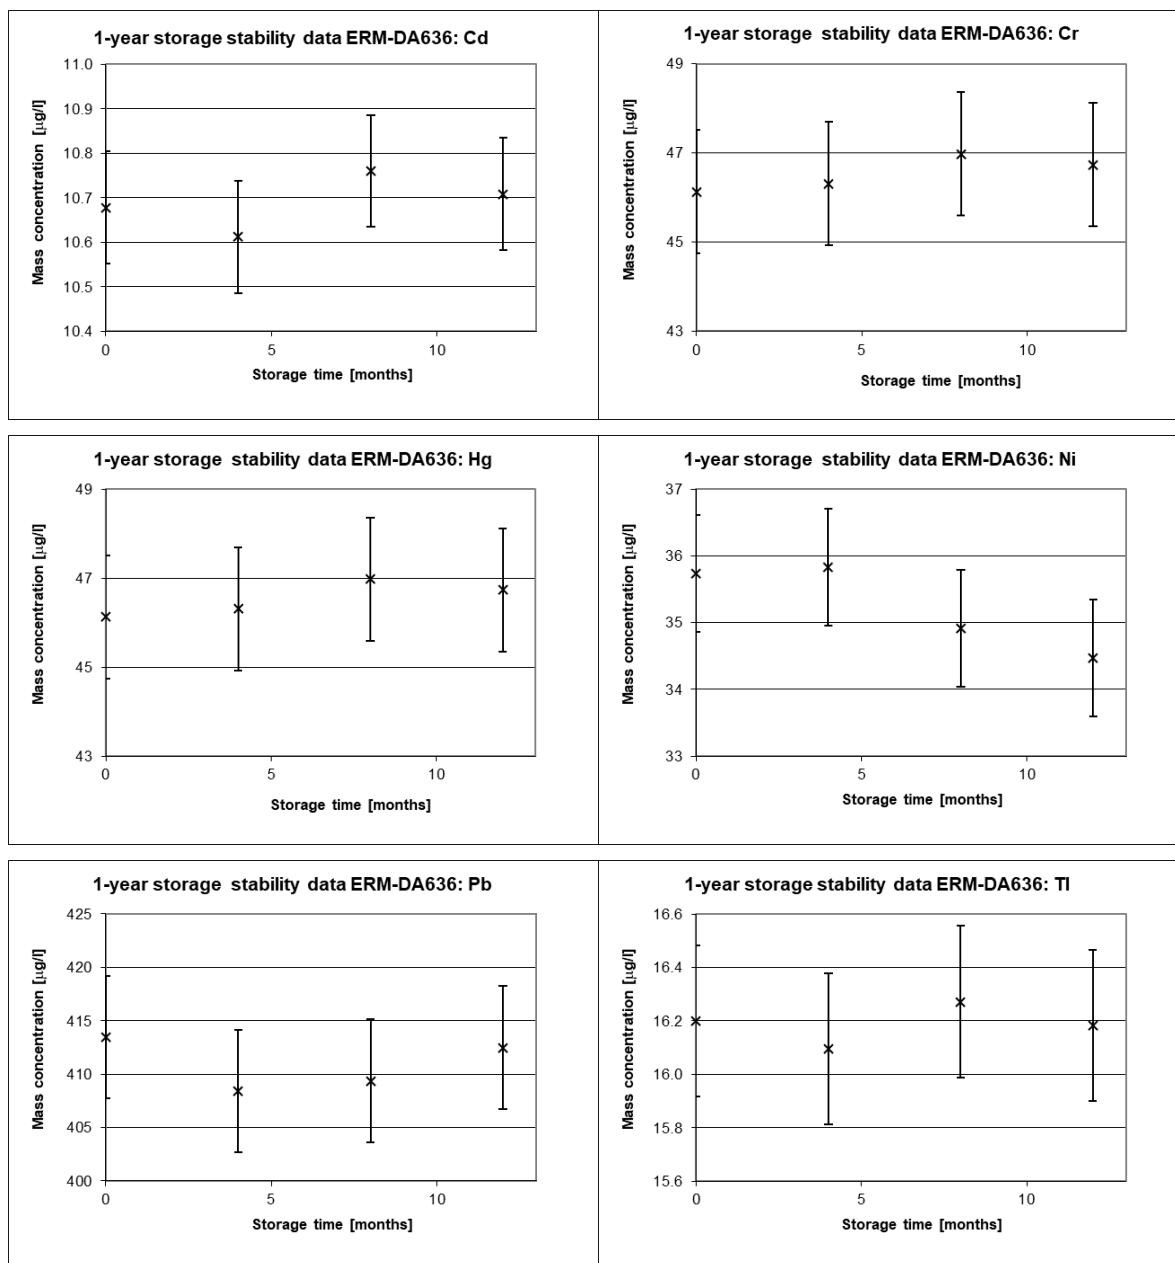 1-year storage stability data ERM-DA636: Cd
Mass concentration [µg/l]
11.0
10.9
10.8
10.7
10.6
10.5
10.4
0
5
10
Storage time [months]
1-year storage stability data ERM-DA636: Cr
Mass concentration [µg/l]
49
47
45
43
0
5
10
Storage time [months]
1-year storage stability data ERM-DA636: Hg
Mass concentration [µg/l]
49
47
45
43
0
5
10
Storage time [months]
1-year storage stability data ERM-DA636: Ni
Mass concentration [µg/l]
37
36
35
34
33
0
5
10
Storage time [months]
1-year storage stability data ERM-DA636: Pb
Mass concentration [µg/l]
425
420
415
410
405
400
0
5
10
Storage time [months]
1-year storage stability data ERM-DA636: Tl
Mass concentration [µg/l]
16.6
16.4
16.2
16.0
15.8
15.6
0
5
10
Storage time [months]